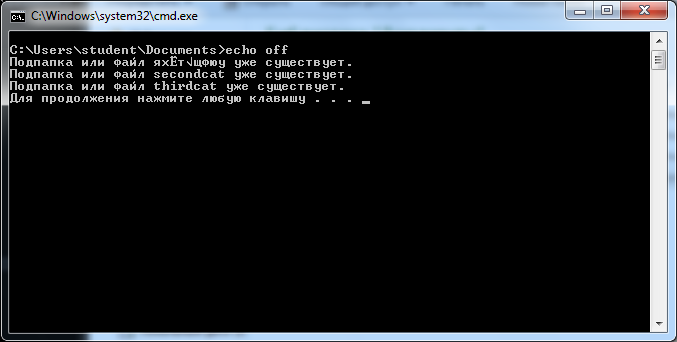 C:\Windows\system32\cmd.exe
C:\Users\student\Documents>echo off
Подпапка или файл яхЁт√щфюу уже существует.
Подпапка или файл secondcat уже существует.
Подпапка или файл thirdcat уже существует.
Для продолжения нажмите любую клавишу . . .